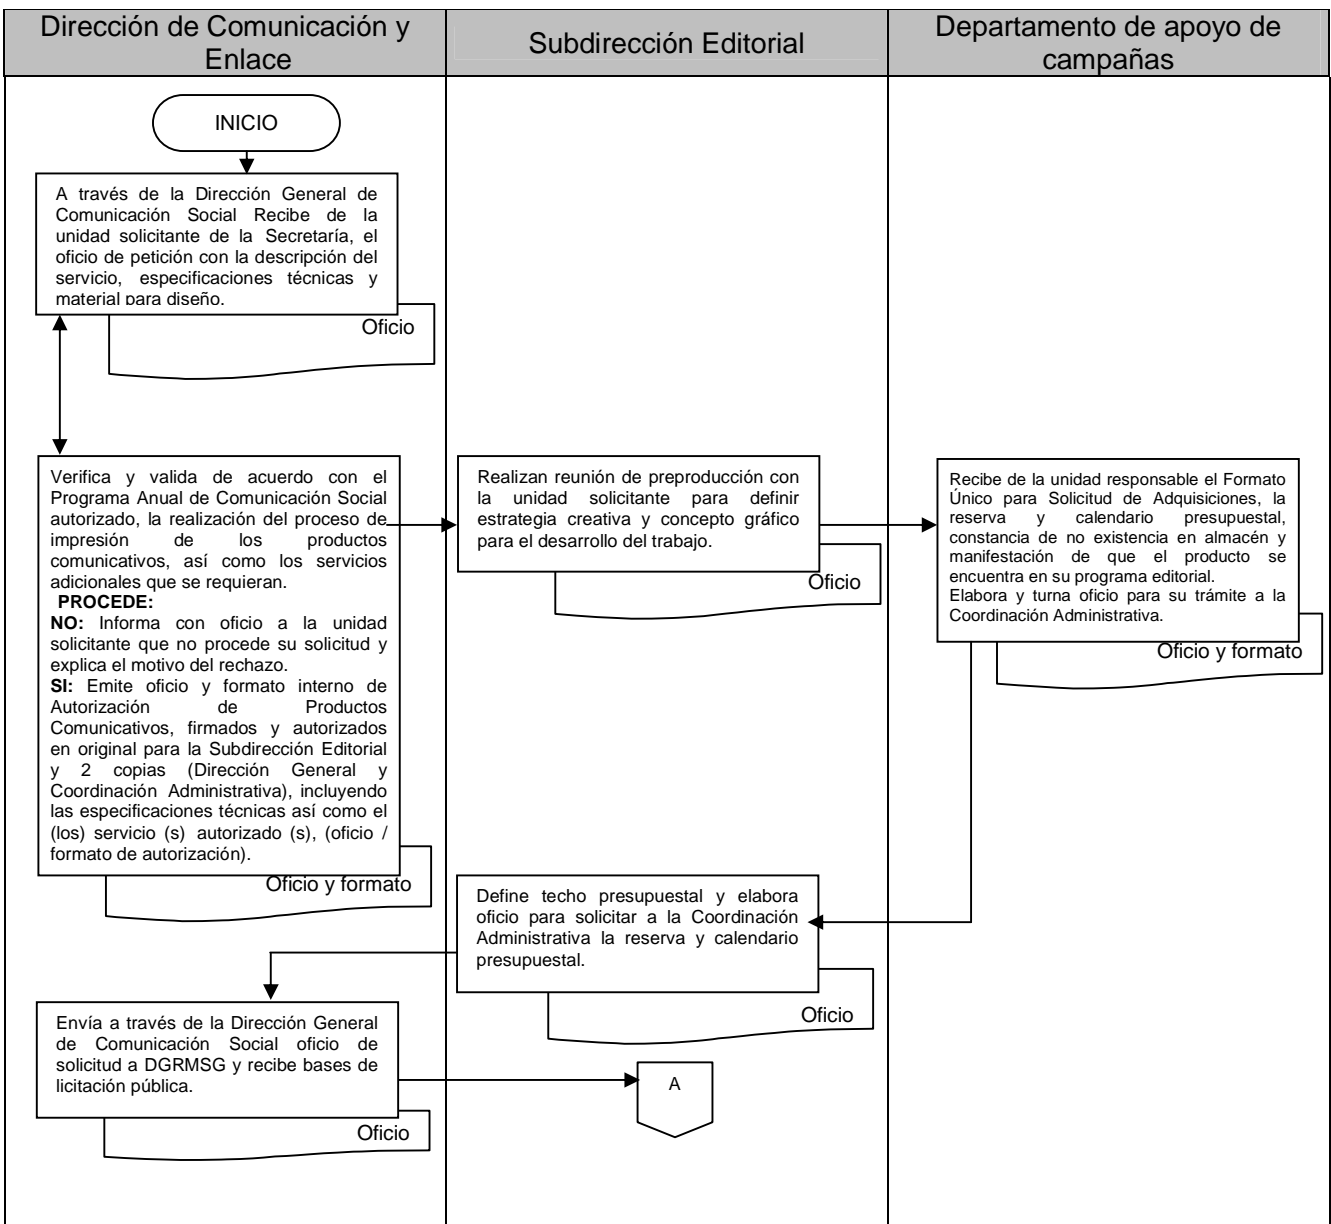 Dirección de Comunicación y
Enlace
Subdirección Editorial
Departamento de apoyo de
campañas
INICIO
A través de la Dirección General de
Comunicación Social Recibe de la
unidad solicitante de la Secretaría, el
oficio de petición con la descripción del
servicio, especificaciones técnicas y
material para diseño.
Oficio
Verifica y valida de acuerdo con el
Programa Anual de Comunicación Social
autorizado, la realización del proceso de
impresión de los productos
comunicativos, así como los servicios
adicionales que se requieran.
PROCEDE:
NO: Informa con oficio a la unidad
solicitante que no procede su solicitud y
explica el motivo del rechazo.
SI: Emite oficio y formato interno de
Autorización de Productos
Comunicativos, firmados y autorizados
en original para la Subdirección Editorial
y 2 copias (Dirección General y
Coordinación Administrativa), incluyendo
las especificaciones técnicas así como el
(los) servicio (s) autorizado (s), (oficio /
formato de autorización).
Oficio y formato
Realizan reunión de preproducción con
la unidad solicitante para definir
estrategia creativa y concepto gráfico
para el desarrollo del trabajo.
Oficio
Recibe de la unidad responsable el Formato
Único para Solicitud de Adquisiciones, la
reserva y calendario presupuestal,
constancia de no existencia en almacén y
manifestación de que el producto se
encuentra en su programa editorial.
Elabora y turna oficio para su trámite a la
Coordinación Administrativa.
Oficio y formato
Define techo presupuestal y elabora
oficio para solicitar a la Coordinación
Administrativa la reserva y calendario
presupuestal.
Oficio
Envía a través de la Dirección General
de Comunicación Social oficio de
solicitud a DGRMSG y recibe bases de
licitación pública.
Oficio
A